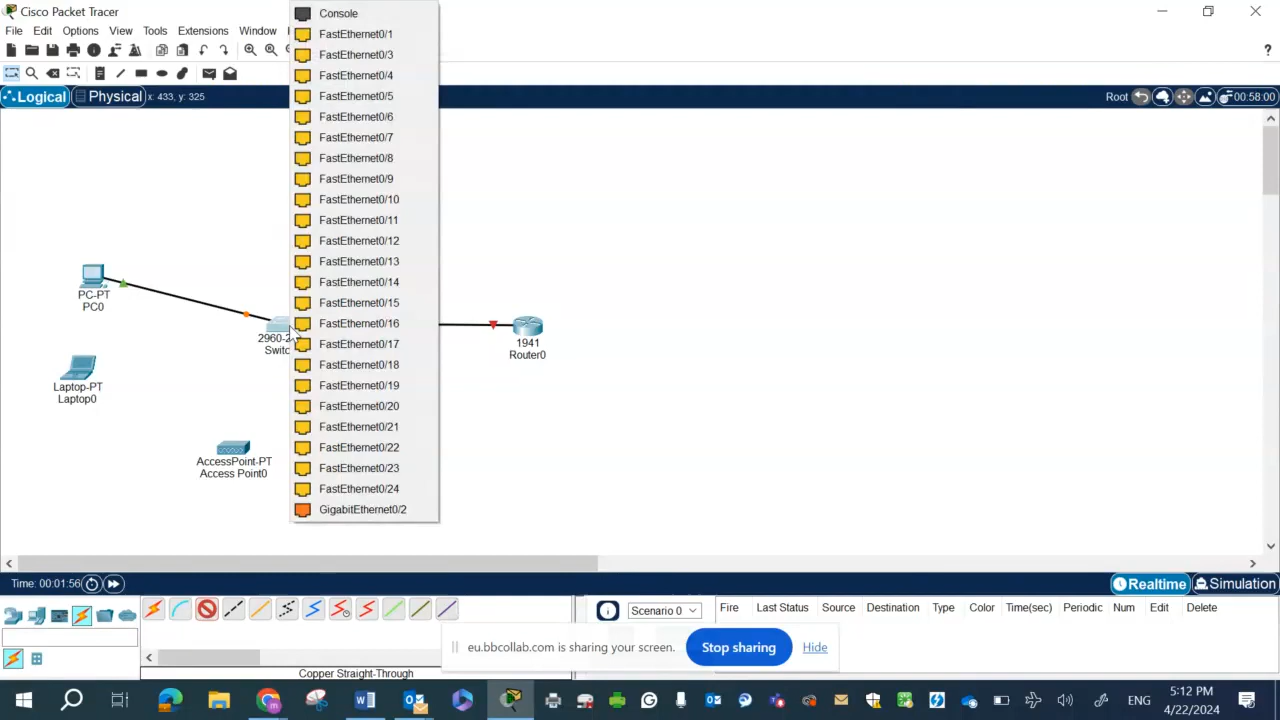 Cisco Packet Tracer
File Edit Options View Tools Extensions Window
?
Logical Physical x: 433, y: 325
Root 00:58:00
Console
FastEthernet0/1
FastEthernet0/3
FastEthernet0/4
FastEthernet0/5
FastEthernet0/6
FastEthernet0/7
FastEthernet0/8
FastEthernet0/9
FastEthernet0/10
FastEthernet0/11
FastEthernet0/12
FastEthernet0/13
FastEthernet0/14
FastEthernet0/15
FastEthernet0/16
FastEthernet0/17
FastEthernet0/18
FastEthernet0/19
FastEthernet0/20
FastEthernet0/21
FastEthernet0/22
FastEthernet0/23
FastEthernet0/24
GigabitEthernet0/2
PC-PT
PC0
Laptop-PT
Laptop0
AccessPoint-PT
Access Point0
1941
Router0
Time: 00:01:56
Realtime Simulation
Scenario 0
Fire Last Status Source Destination Type Color Time(sec) Periodic Num Edit Delete
eu.bbcollab.com is sharing your screen. Stop sharing Hide
Copper Straight-Through
ENG
5:12 PM
4/22/2024